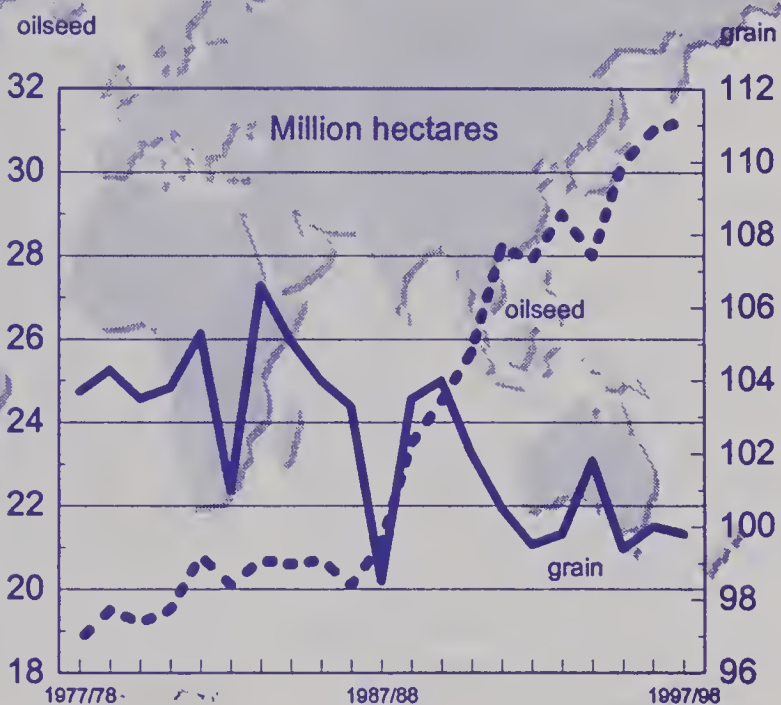 oilseed grain
32 112
Million hectares
30 110
28 108
oilseed
26 106
24 104
22 102
100
grain
20 98
18 96
1977/78 1987/88 1997/98